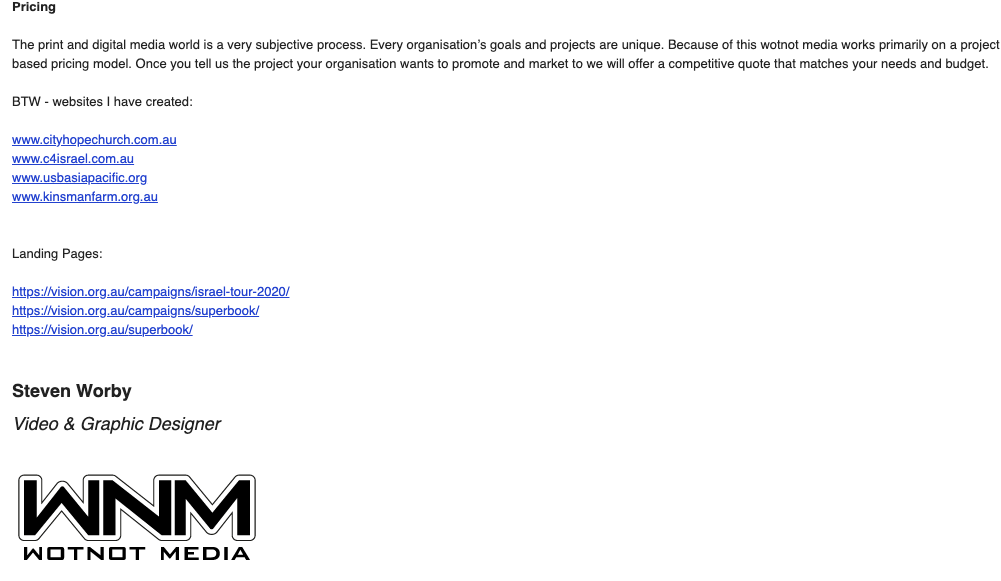 Pricing
The print and digital media world is a very subjective process. Every organisation's goals and projects are unique. Because of this wotnot media works primarily on a project
based pricing model. Once you tell us the project your organisation wants to promote and market to we will offer a competitive quote that matches your needs and budget.
BTW - websites I have created:
www.cityhopechurch.com.au
www.c4israel.com.au
www.usbasiapacific.org
www.kinsmanfarm.org.au
Landing Pages:
https://vision.org.au/campaigns/israel-tour-2020/
https://vision.org.au/campaigns/superbook/
https://vision.org.au/superbook/
Steven Worby
Video & Graphic Designer
WNM
WOTNOT MEDIA